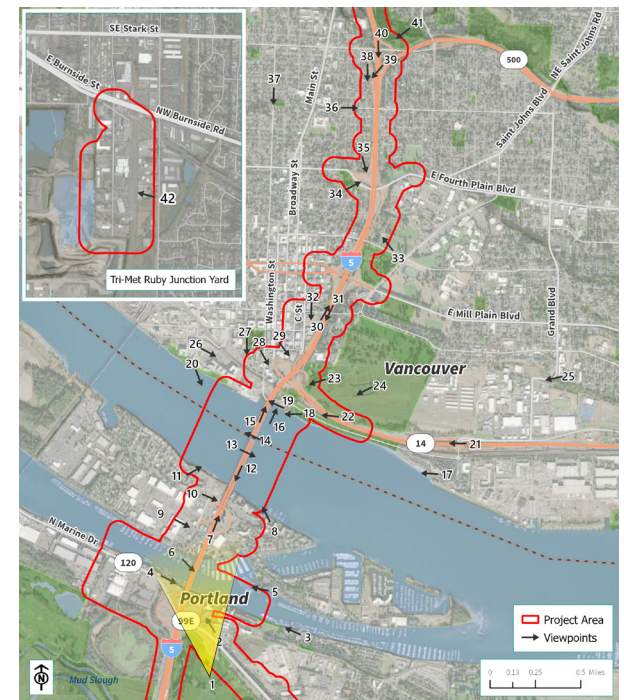 SE Stark St
E Burnside St
NW Burnside Rd
42
Tri-Met Ruby Junction Yard
41
40
38
39
500
NE Saint Johns Rd
37
Main St
36
Saint Johns Blvd
35
E Fourth Plain Blvd
34
Broadway St
33
5
Washington St
C St
32
31
30
E Mill Plain Blvd
Grand Blvd
29
28
27
26
20
Vancouver
23
24
25
19
18
22
15
16
14
21
14
13
12
17
11
10
9
8
7
N Marine Dr
120
6
4
Portland
5
99E
2
3
5
1
Mud Slough
N
Project Area
Viewpoints
0 0.13 0.25 0.5 Miles